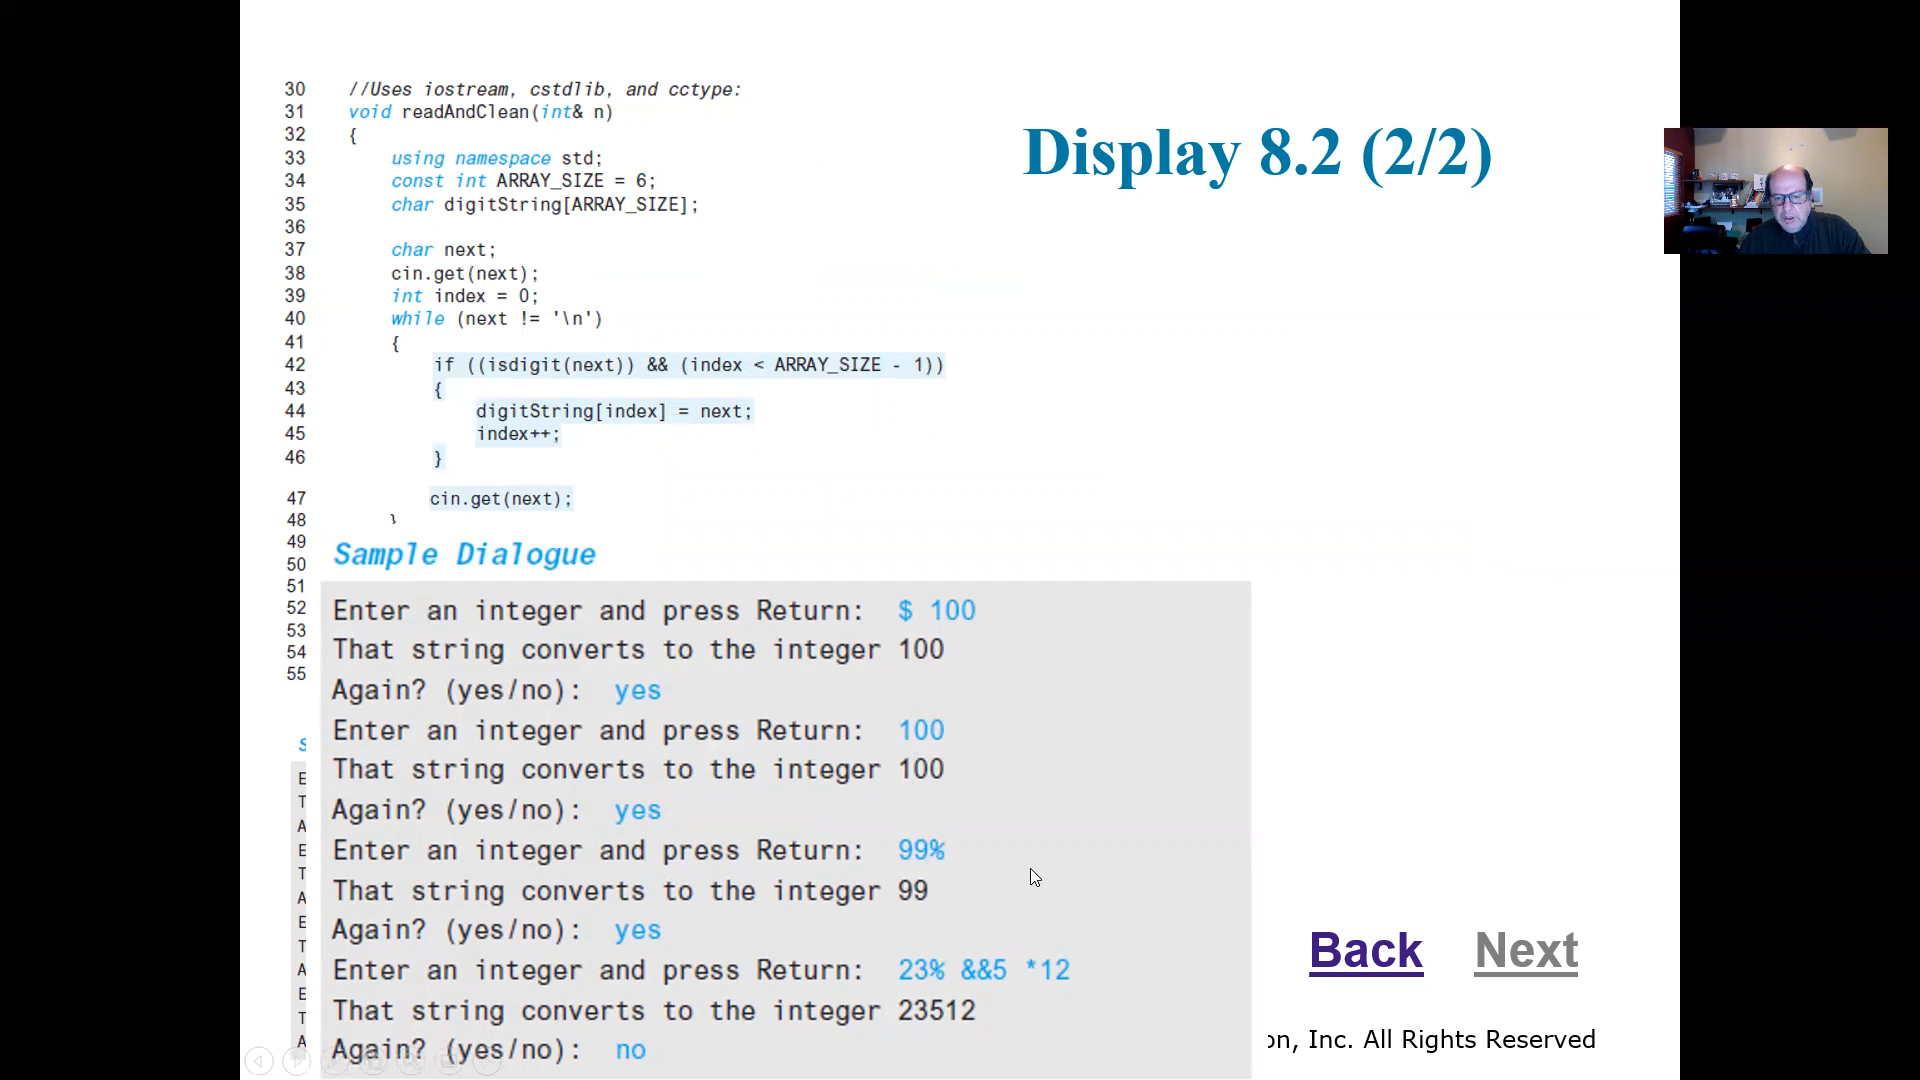 Display 8.2 (2/2)
30 //Uses iostream, cstdlib, and cctype:
31 void readAndClean(int& n)
32 {
33 using namespace std;
34 const int ARRAY_SIZE = 6;
35 char digitString[ARRAY_SIZE];
36
37 char next;
38 cin.get(next);
39 int index = 0;
40 while (next != '\n')
41 {
42 if ((isdigit(next)) && (index < ARRAY_SIZE - 1))
43 {
44 digitString[index] = next;
45 index++;
46 }
47 cin.get(next);
48 }
49
50
51
52
53
54
55
Sample Dialogue
Enter an integer and press Return: $ 100
That string converts to the integer 100
Again? (yes/no): yes
Enter an integer and press Return: 100
That string converts to the integer 100
Again? (yes/no): yes
Enter an integer and press Return: 99%
That string converts to the integer 99
Again? (yes/no): yes
Enter an integer and press Return: 23% &&5 *12
That string converts to the integer 23512
Again? (yes/no): no
S
E
T
A
E
T
A
E
T
A
E
T
A
Back Next
on, Inc. All Rights Reserved